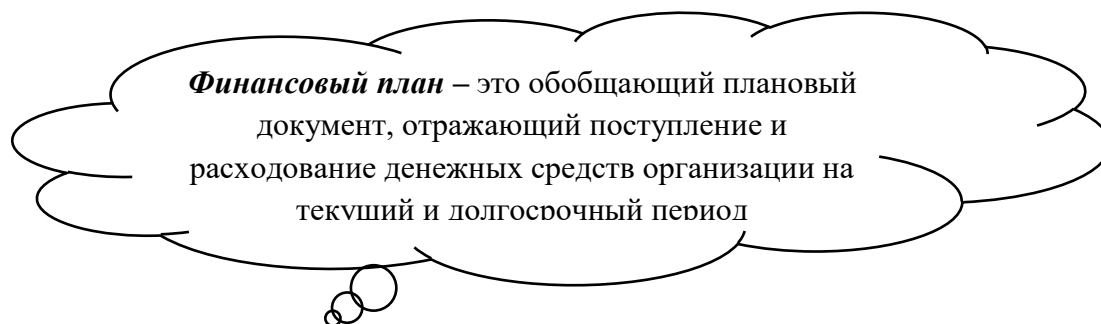 Финансовый план – это обобщающий плановый
документ, отражающий поступление и
расходование денежных средств организации на
текущий и долгосрочный период